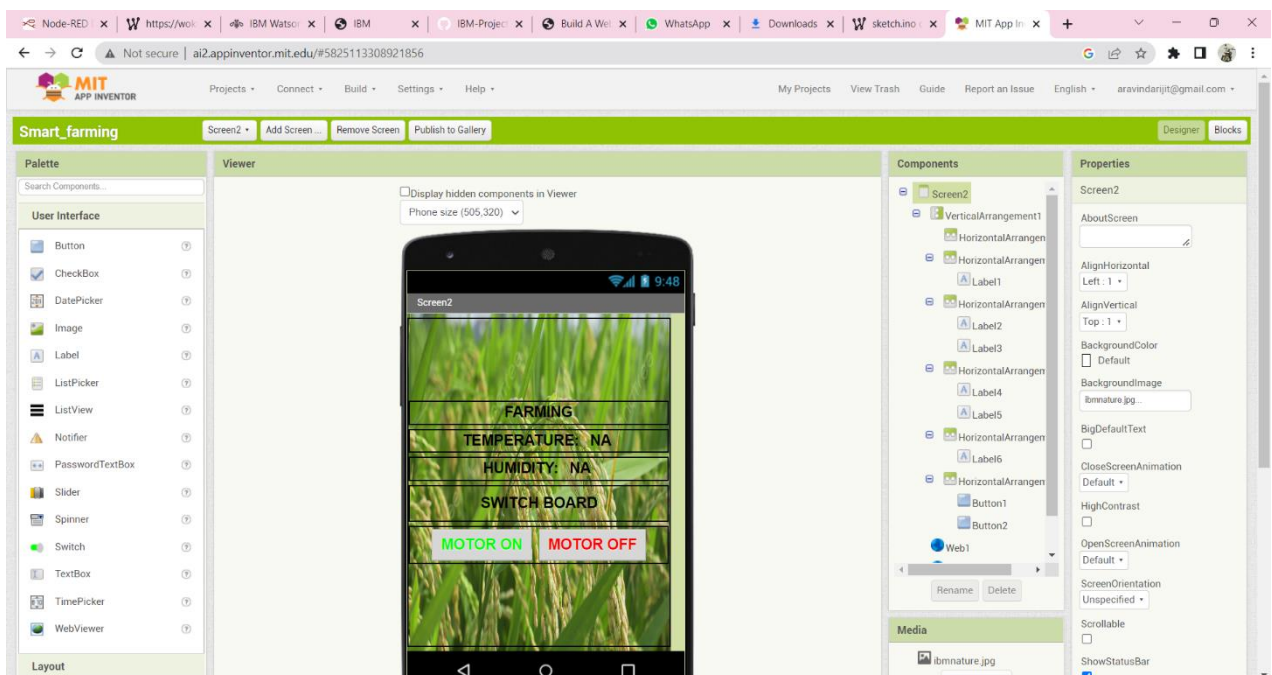 Node-RED
https://wok
IBM Watson
IBM
IBM-Project
Build A Web
WhatsApp
Downloads
sketch.ino
MIT App In
Not secure
ai2.appinventor.mit.edu/#5825113308921856
MIT
APP INVENTOR
Projects
Connect
Build
Settings
Help
My Projects
View Trash
Guide
Report an Issue
English
aravindarijit@gmail.com
Smart_farming
Screen2
Add Screen ...
Remove Screen
Publish to Gallery
Designer
Blocks
Palette
Search Components...
User Interface
Button
CheckBox
DatePicker
Image
Label
ListPicker
ListView
Notifier
PasswordTextBox
Slider
Spinner
Switch
TextBox
TimePicker
WebViewer
Layout
Viewer
Display hidden components in Viewer
Phone size (505,320)
9:48
Screen2
FARMING
TEMPERATURE: NA
HUMIDITY: NA
SWITCH BOARD
MOTOR ON
MOTOR OFF
Components
Screen2
VerticalArrangement1
HorizontalArrangen
HorizontalArrangen
Label1
HorizontalArrangen
Label2
Label3
HorizontalArrangen
Label4
Label5
HorizontalArrangen
Label6
HorizontalArrangen
Button1
Button2
Web1
Rename
Delete
Media
ibmnature.jpg
Properties
Screen2
AboutScreen
AlignHorizontal
Left : 1
AlignVertical
Top : 1
BackgroundColor
Default
BackgroundImage
ibmnature.jpg...
BigDefaultText
CloseScreenAnimation
Default
HighContrast
OpenScreenAnimation
Default
ScreenOrientation
Unspecified
Scrollable
ShowStatusBar